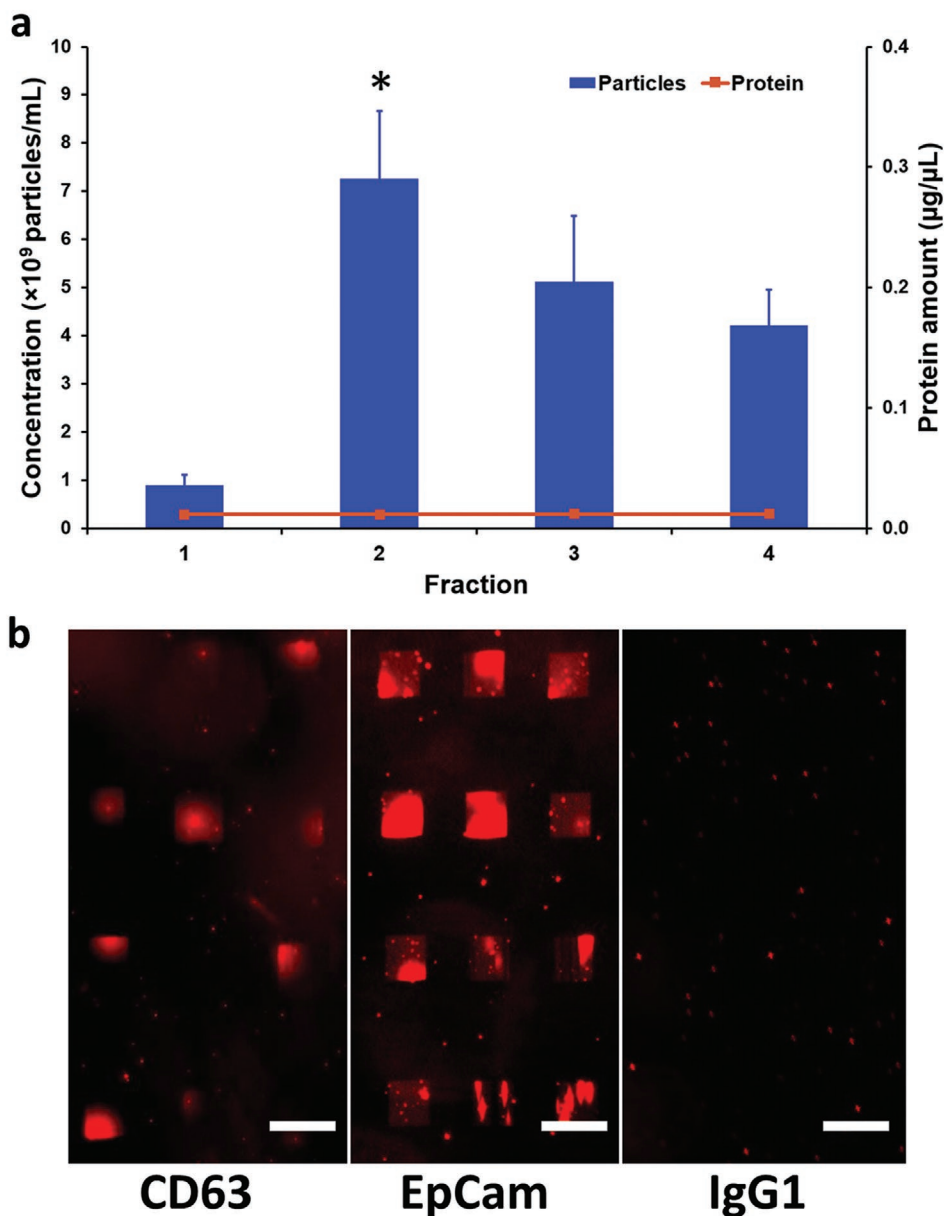 a
*
Particles Protein
Concentration (×10⁹ particles/mL)
10
9
8
7
6
5
4
3
2
1
0
Protein amount (µg/µL)
0.4
0.3
0.2
0.1
0.0
1 2 3 4
Fraction
b
CD63 EpCam IgG1